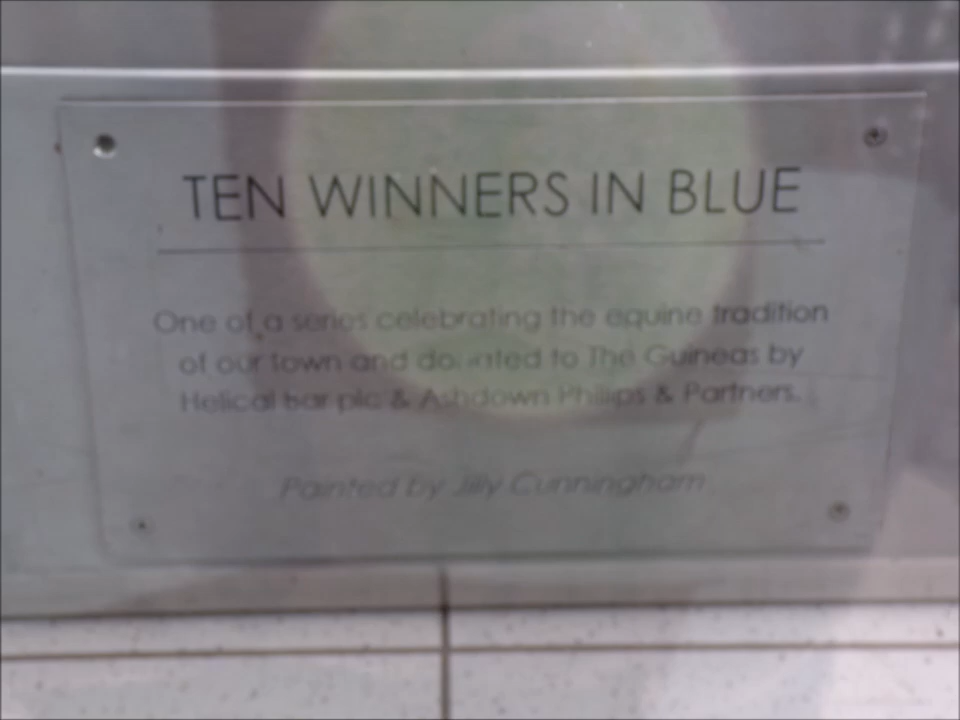 TEN WINNERS IN BLUE
One of a series celebrating the equine tradition
of our town and donated to The Guineas by
Helical bar plc & Ashdown Philips & Partners.
Painted by Jilly Cunningham